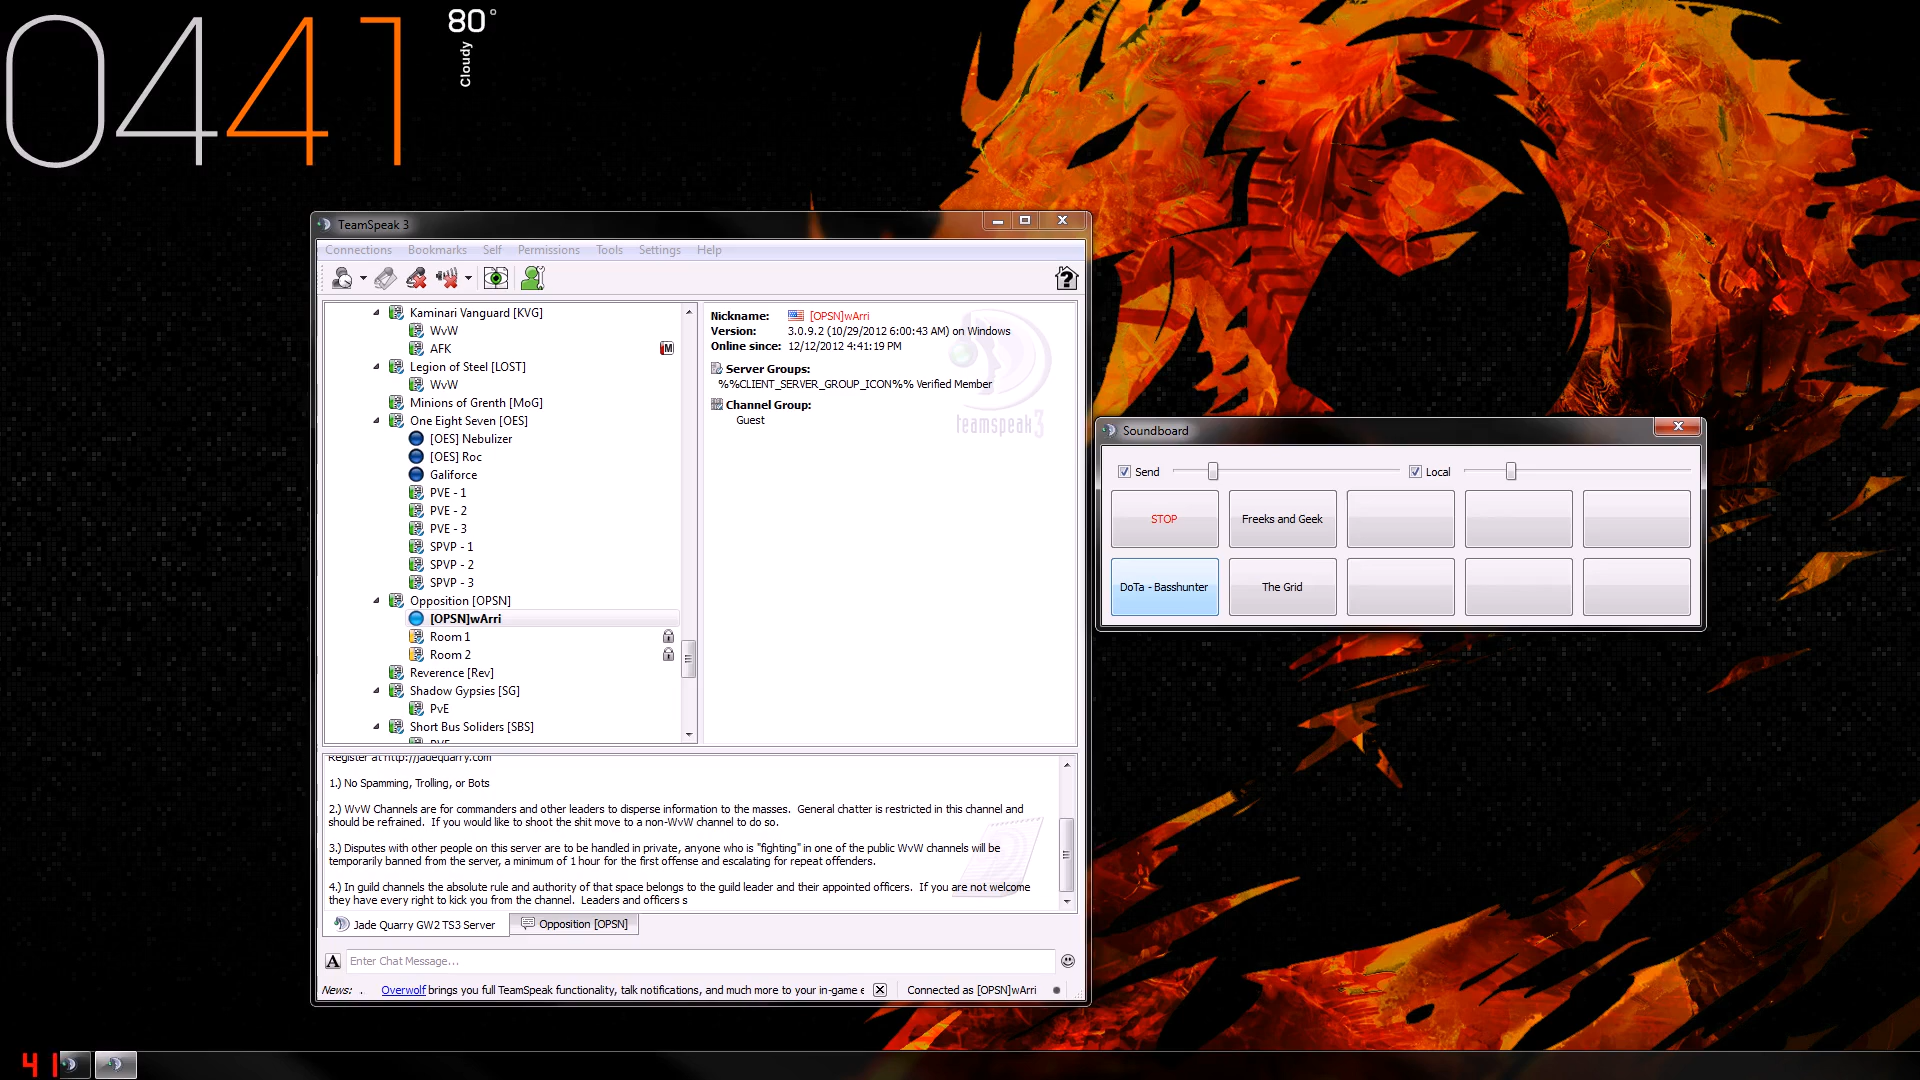 0441
80°
Cloudy
TeamSpeak 3
Connections Bookmarks Self Permissions Tools Settings Help
Kaminari Vanguard [KVG]
WvW
AFK
M
Legion of Steel [LOST]
WvW
Minions of Grenth [MoG]
One Eight Seven [OES]
[OES] Nebulizer
[OES] Roc
Galiforce
PVE - 1
PVE - 2
PVE - 3
SPVP - 1
SPVP - 2
SPVP - 3
Opposition [OPSN]
[OPSN]wArri
Room 1
Room 2
Reverence [Rev]
Shadow Gypsies [SG]
PvE
Short Bus Soliders [SBS]
PVE
Nickname: [OPSN]wArri
Version: 3.0.9.2 (10/29/2012 6:00:43 AM) on Windows
Online since: 12/12/2012 4:41:19 PM
Server Groups:
%%CLIENT_SERVER_GROUP_ICON%% Verified Member
Channel Group:
Guest
teamspeak 3
Register at http://jadequarry.com
1.) No Spamming, Trolling, or Bots
2.) WvW Channels are for commanders and other leaders to disperse information to the masses.  General chatter is restricted in this channel and
should be refrained.  If you would like to shoot the shit move to a non-WvW channel to do so.
3.) Disputes with other people on this server are to be handled in private, anyone who is "fighting" in one of the public WvW channels will be
temporarily banned from the server, a minimum of 1 hour for the first offense and escalating for repeat offenders.
4.) In guild channels the absolute rule and authority of that space belongs to the guild leader and their appointed officers.  If you are not welcome
they have every right to kick you from the channel.  Leaders and officers s
Jade Quarry GW2 TS3 Server
Opposition [OPSN]
A Enter Chat Message...
News: . Overwolf brings you full TeamSpeak functionality, talk notifications, and much more to your in-game e
Connected as [OPSN]wArri
Soundboard
Send
Local
STOP
Freeks and Geek
DoTa - Basshunter
The Grid
41